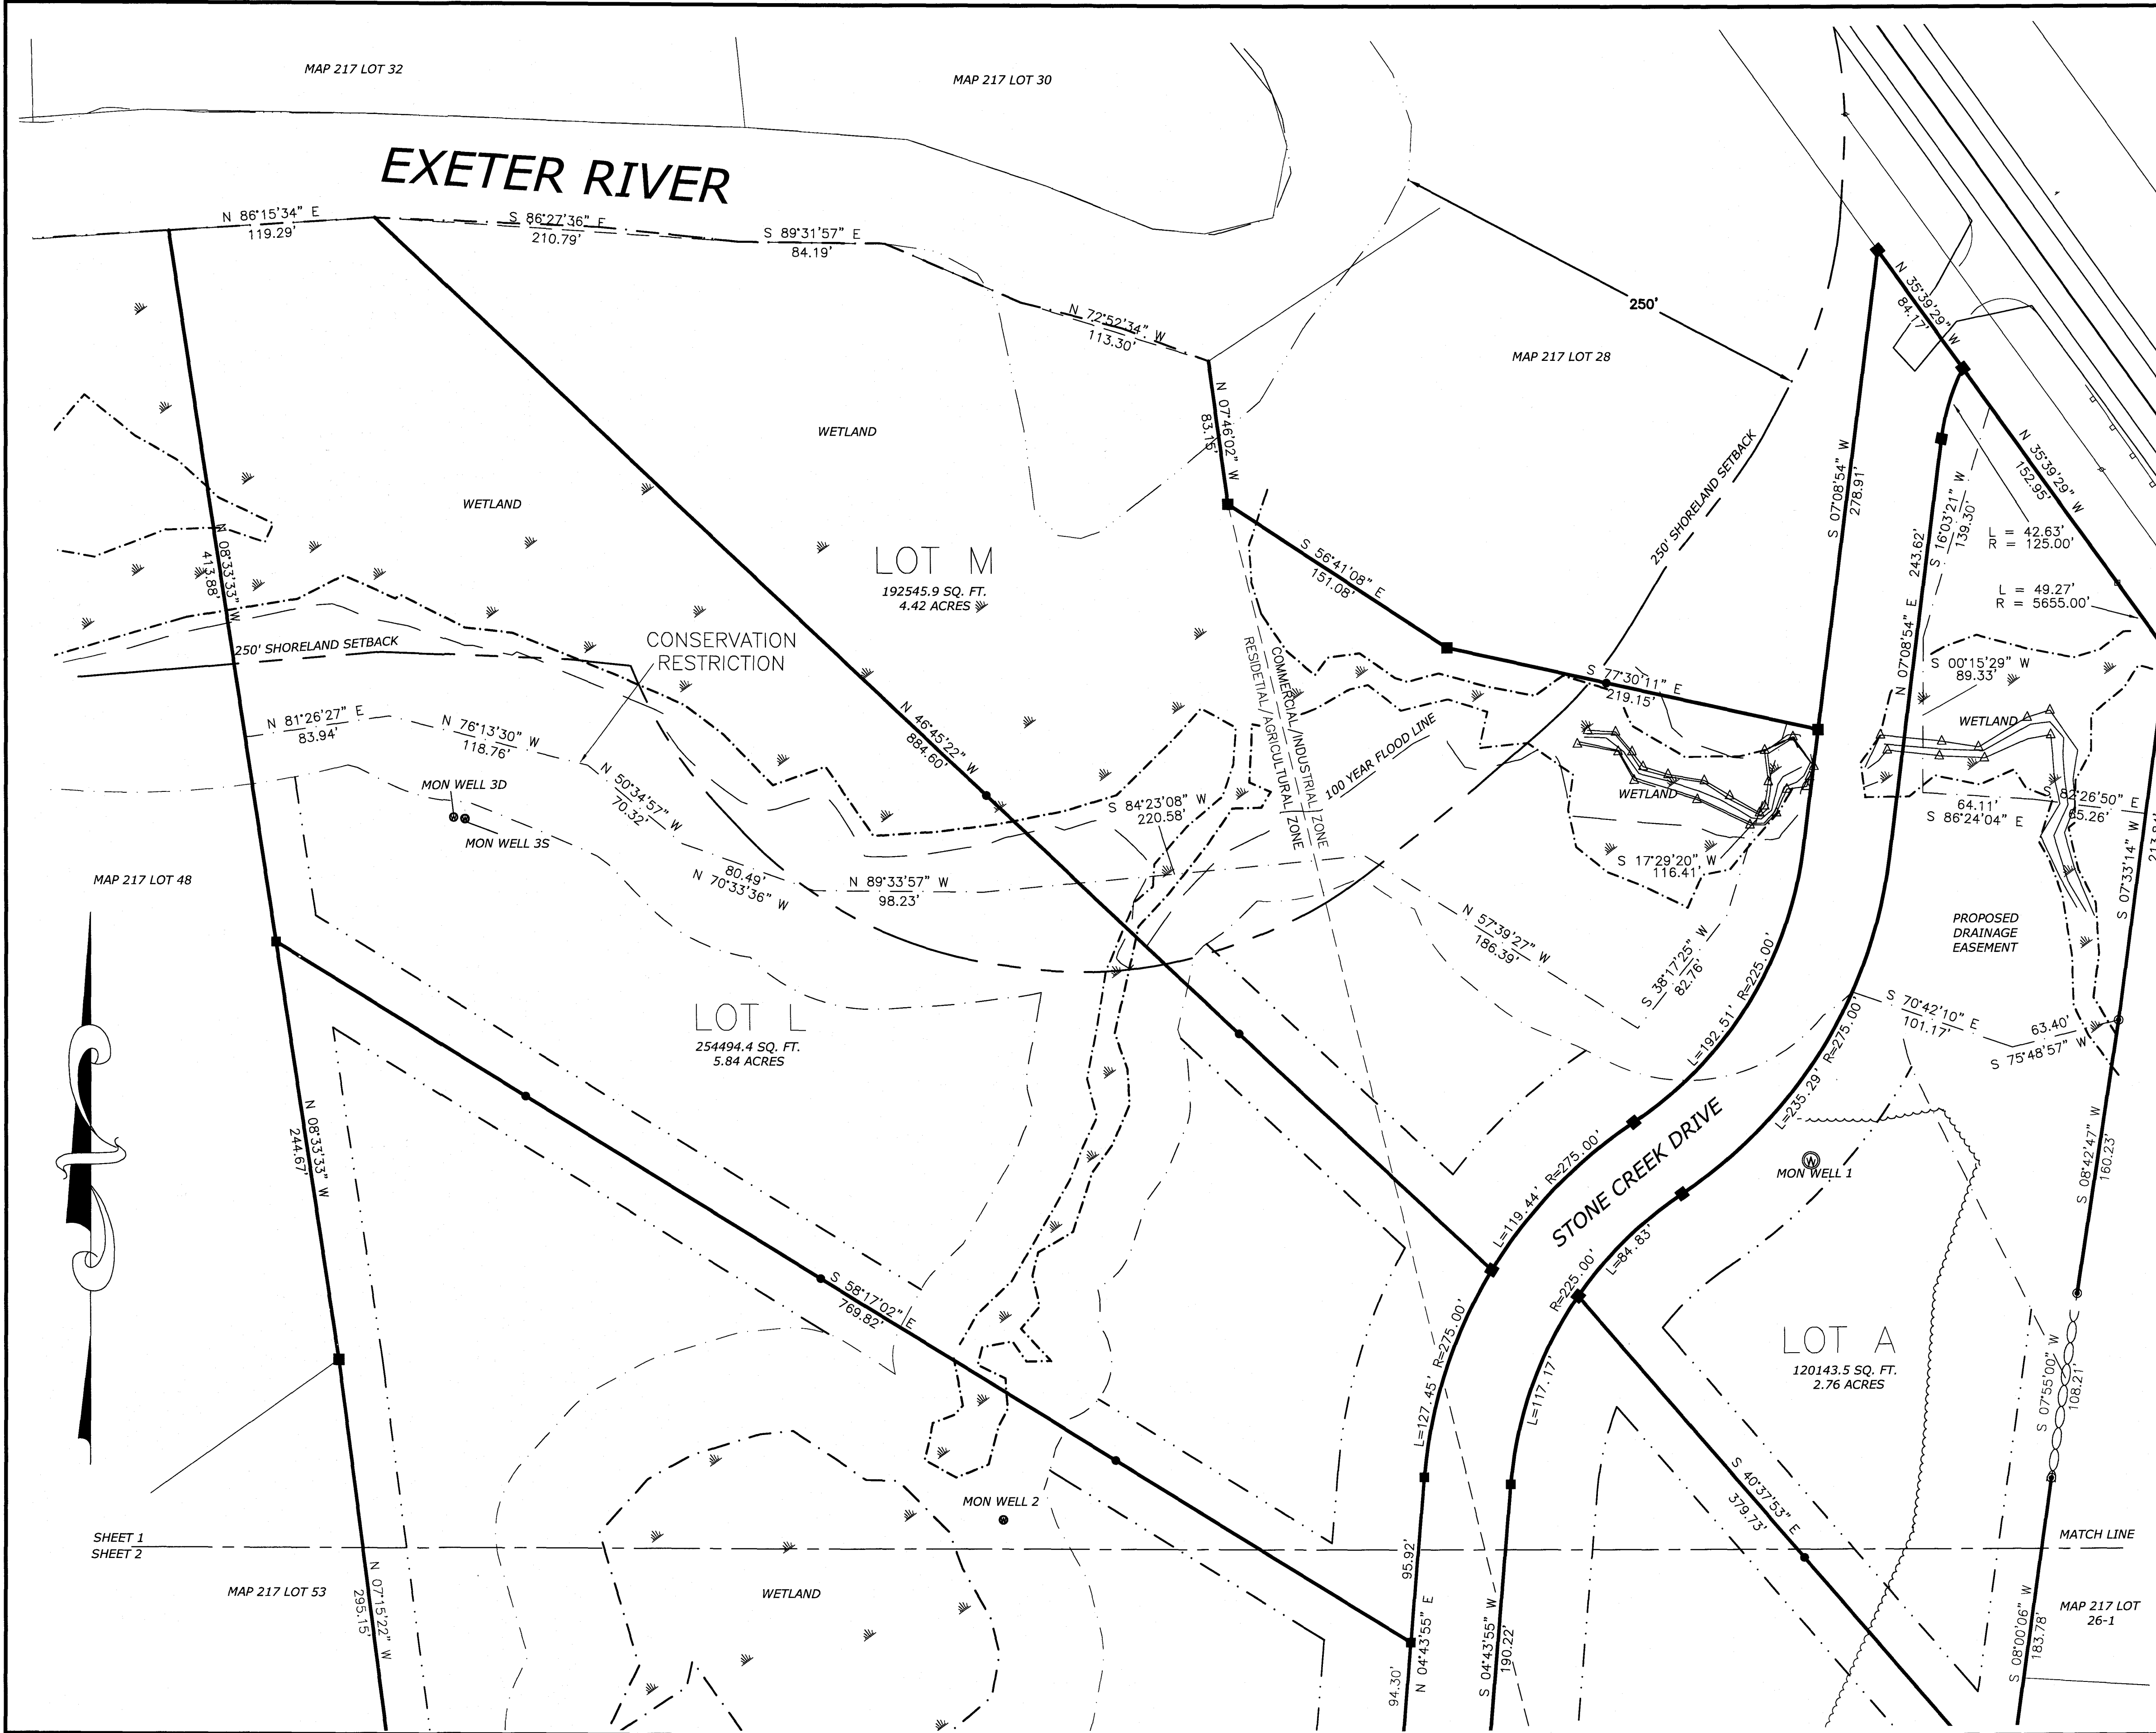 MAP 217 LOT 32
MAP 217 LOT 30
EXETER RIVER
N 86°15'34" E
119.29'
S 86°27'36" E
210.79'
S 89°31'57" E
84.19'
N 72°52'34" W
113.30'
250'
N 35°39'29" W
84.17'
MAP 217 LOT 28
N 07°46'02" W
83.15'
WETLAND
WETLAND
250' SHORELAND SETBACK
S 07°08'54" W
278.91'
N 35°39'29" W
152.95'
S 16°03'21" W
139.30'
L = 42.63'
R = 125.00'
L = 49.27'
R = 5655.00'
N 08°33'33" W
413.88'
LOT M
192545.9 SQ. FT.
4.42 ACRES
S 56°41'08" E
151.08'
N 07°08'54" E
243.62'
250' SHORELAND SETBACK
CONSERVATION
RESTRICTION
COMMERCIAL/INDUSTRIAL ZONE
RESIDETIAL/AGRICULTURAL ZONE
S 77°30'11" E
219.15'
S 00°15'29" W
89.33'
WETLAND
N 81°26'27" E
83.94'
N 76°13'30" W
118.76'
N 46°45'22" W
884.60'
100 YEAR FLOOD LINE
MON WELL 3D
MON WELL 3S
N 50°34'57" W
70.32'
S 84°23'08" W
220.58'
WETLAND
64.11'
S 86°24'04" E
S 82°26'50" E
65.26'
S 07°33'14" W
213.84'
MAP 217 LOT 48
80.49'
N 70°33'36" W
N 89°33'57" W
98.23'
S 17°29'20" W
116.41'
N 57°39'27" W
186.39'
S 38°17'25" W
82.76'
PROPOSED
DRAINAGE
EASEMENT
LOT L
254494.4 SQ. FT.
5.84 ACRES
L=192.51' R=225.00'
L=235.29' R=275.00'
S 70°42'10" E
101.17'
63.40'
S 75°48'57" W
N 08°33'33" W
244.67'
L=119.44' R=275.00'
STONE CREEK DRIVE
MON WELL 1
S 08°42'47" W
160.23'
R=225.00'
L=84.83'
S 58°17'02" E
769.82'
L=127.45' R=275.00'
L=117.17'
LOT A
120143.5 SQ. FT.
2.76 ACRES
S 07°55'00" W
108.21'
MON WELL 2
S 40°37'53" E
379.73'
SHEET 1
SHEET 2
MATCH LINE
MAP 217 LOT 53
N 07°15'22" W
295.15'
WETLAND
95.92'
N 04°43'55" E
94.30'
S 04°43'55" W
190.22'
S 08°00'06" W
183.78'
MAP 217 LOT
26-1